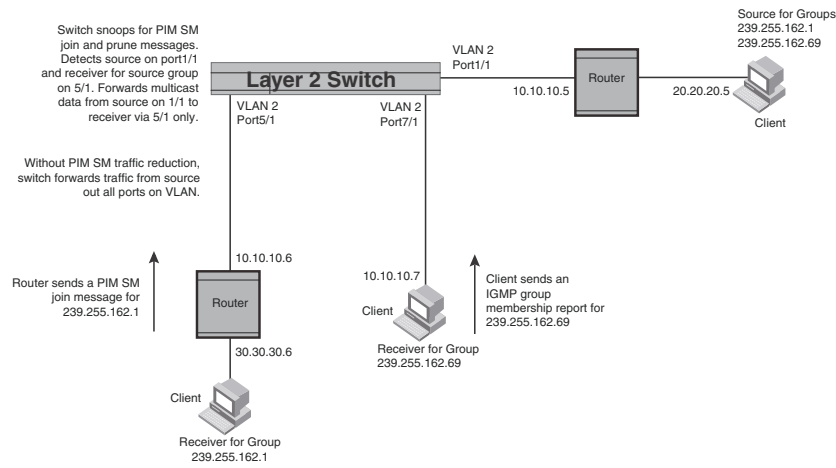 Switch snoops for PIM SM
join and prune messages.
Detects source on port1/1
and receiver for source group
on 5/1. Forwards multicast
data from source on 1/1 to
receiver via 5/1 only.
Without PIM SM traffic reduction,
switch forwards traffic from source
out all ports on VLAN.
Layer 2 Switch
VLAN 2
Port1/1
VLAN 2
Port5/1
VLAN 2
Port7/1
10.10.10.5
Router
20.20.20.5
Source for Groups
239.255.162.1
239.255.162.69
Client
Router sends a PIM SM
join message for
239.255.162.1
10.10.10.6
Router
30.30.30.6
Client
Receiver for Group
239.255.162.1
10.10.10.7
Client
Receiver for Group
239.255.162.69
Client sends an
IGMP group
membership report for
239.255.162.69